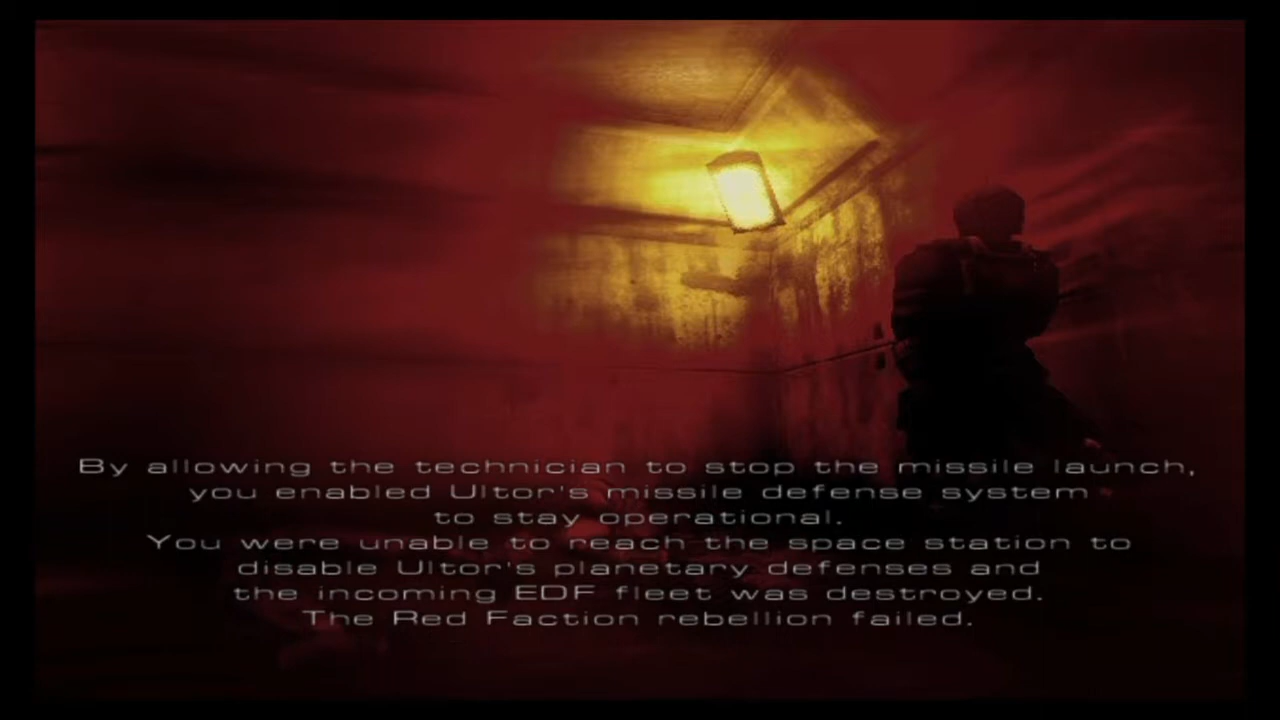 By allowing the technician to stop the missile launch,
you enabled Ultor's missile defense system
to stay operational.
You were unable to reach the space station to
disable Ultor's planetary defenses and
the incoming EDF fleet was destroyed.
The Red Faction rebellion failed.